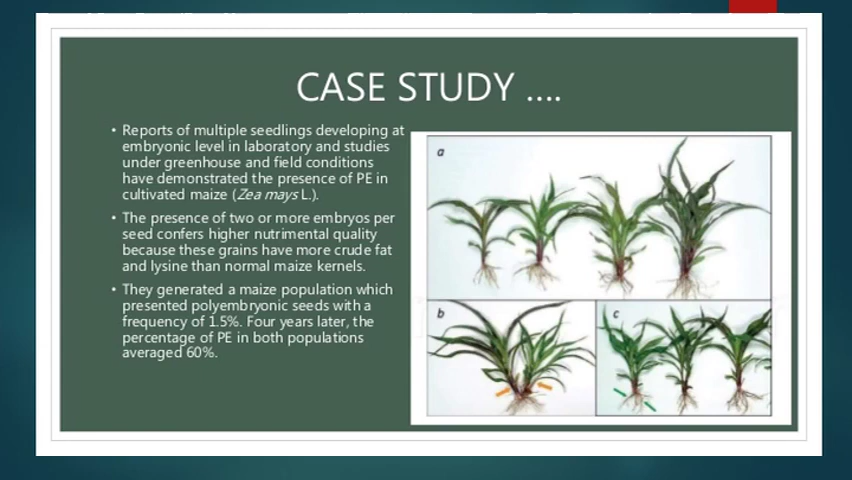 CASE STUDY ....
• Reports of multiple seedlings developing at
embryonic level in laboratory and studies
under greenhouse and field conditions
have demonstrated the presence of PE in
cultivated maize (Zea mays L.).
• The presence of two or more embryos per
seed confers higher nutrimental quality
because these grains have more crude fat
and lysine than normal maize kernels.
• They generated a maize population which
presented polyembryonic seeds with a
frequency of 1.5%. Four years later, the
percentage of PE in both populations
averaged 60%.
a
b
c